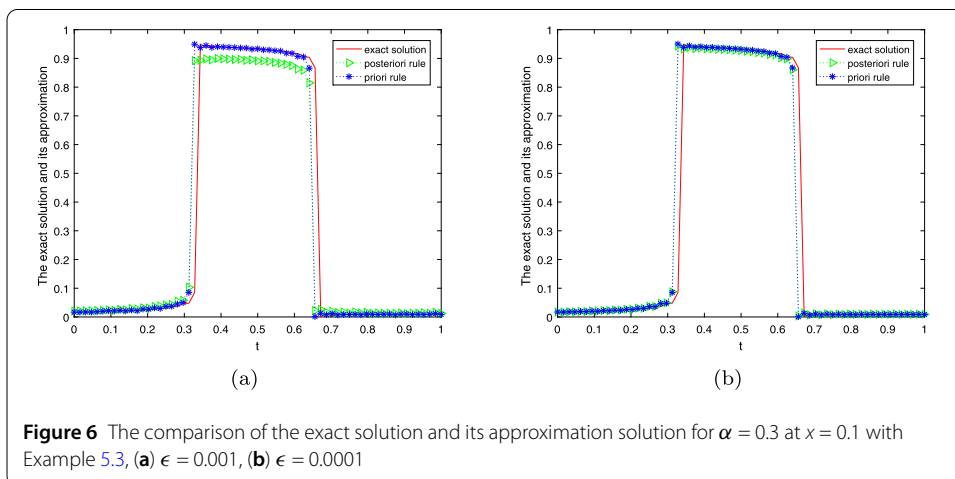 1
0.9
0.8
0.7
0.6
0.5
0.4
0.3
0.2
0.1
0
The exact solution and its approximation
exact solution
posteriori rule
priori rule
0 0.1 0.2 0.3 0.4 0.5 0.6 0.7 0.8 0.9 1
t
(a)
1
0.9
0.8
0.7
0.6
0.5
0.4
0.3
0.2
0.1
0
The exact solution and its approximation
exact solution
posteriori rule
priori rule
0 0.1 0.2 0.3 0.4 0.5 0.6 0.7 0.8 0.9 1
t
(b)
Figure 6 The comparison of the exact solution and its approximation solution for α = 0.3 at x = 0.1 with
Example 5.3, (a) ϵ = 0.001, (b) ϵ = 0.0001